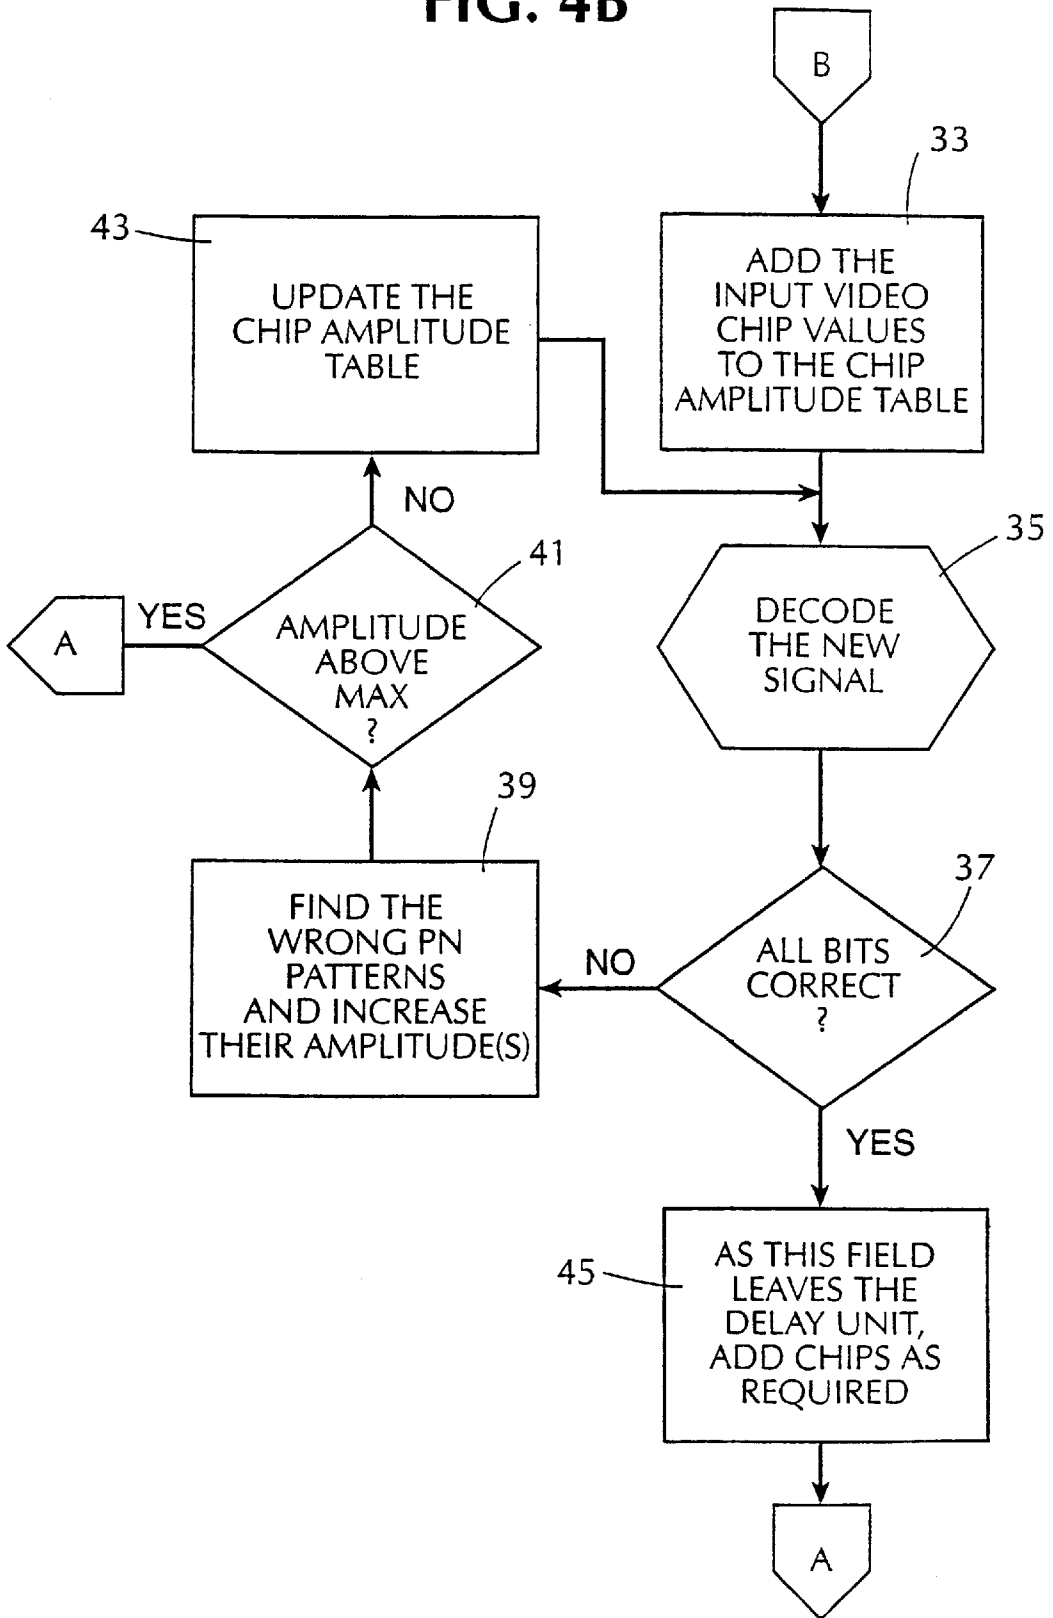 FIG. 4B
B
33
ADD THE
INPUT VIDEO
CHIP VALUES
TO THE CHIP
AMPLITUDE TABLE
43
UPDATE THE
CHIP AMPLITUDE
TABLE
NO
35
DECODE
THE NEW
SIGNAL
41
AMPLITUDE
ABOVE
MAX
?
YES
A
39
FIND THE
WRONG PN
PATTERNS
AND INCREASE
THEIR AMPLITUDE(S)
NO
37
ALL BITS
CORRECT
?
YES
45
AS THIS FIELD
LEAVES THE
DELAY UNIT,
ADD CHIPS AS
REQUIRED
A